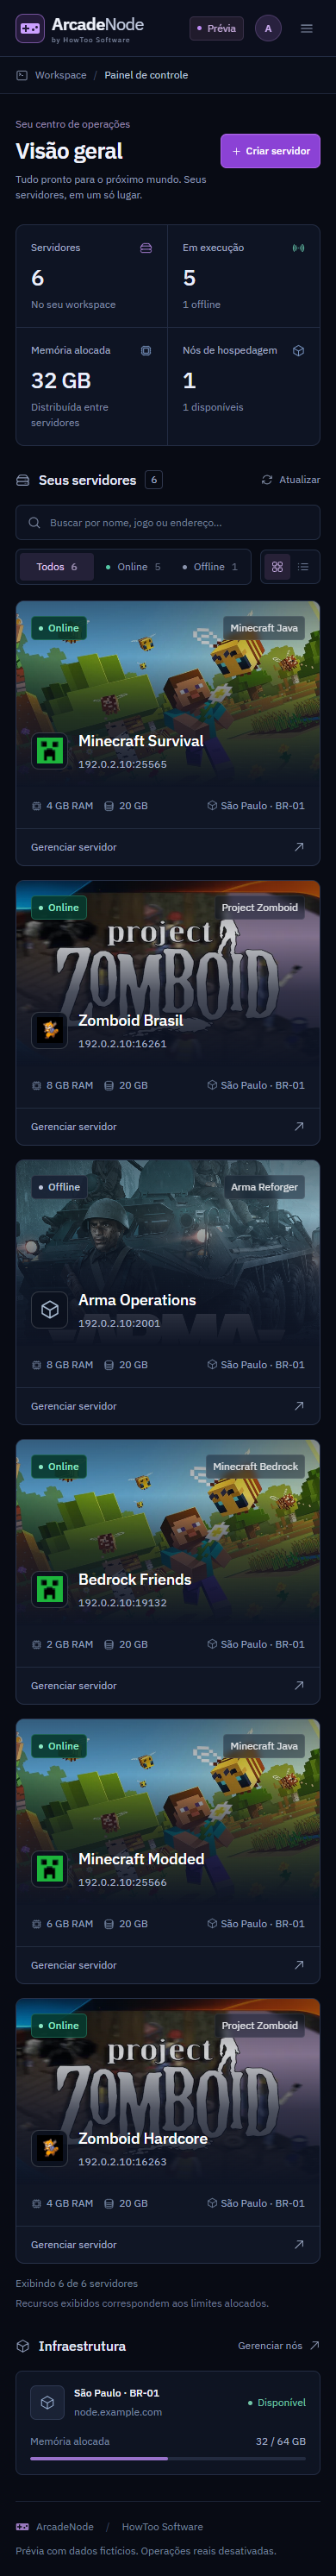 ArcadeNode
by HowToo Software
Prévia
A
Workspace / Painel de controle
Seu centro de operações
Visão geral
Tudo pronto para o próximo mundo. Seus
servidores, em um só lugar.
+ Criar servidor
Servidores
6
No seu workspace
Em execução
5
1 offline
Memória alocada
32 GB
Distribuída entre
servidores
Nós de hospedagem
1
1 disponíveis
Seus servidores 6
Atualizar
Buscar por nome, jogo ou endereço...
Todos 6
Online 5
Offline 1
Online
Minecraft Java
Minecraft Survival
192.0.2.10:25565
4 GB RAM 20 GB São Paulo · BR-01
Gerenciar servidor
Online
Project Zomboid
project
ZOMBOID
Zomboid Brasil
192.0.2.10:16261
8 GB RAM 20 GB São Paulo · BR-01
Gerenciar servidor
Offline
Arma Reforger
Arma Operations
192.0.2.10:2001
ARMA
8 GB RAM 20 GB São Paulo · BR-01
Gerenciar servidor
Online
Minecraft Bedrock
Bedrock Friends
192.0.2.10:19132
2 GB RAM 20 GB São Paulo · BR-01
Gerenciar servidor
Online
Minecraft Java
Minecraft Modded
192.0.2.10:25566
6 GB RAM 20 GB São Paulo · BR-01
Gerenciar servidor
Online
Project Zomboid
project
ZOMBOID
Zomboid Hardcore
192.0.2.10:16263
4 GB RAM 20 GB São Paulo · BR-01
Gerenciar servidor
Exibindo 6 de 6 servidores
Recursos exibidos correspondem aos limites alocados.
Infraestrutura
Gerenciar nós
São Paulo · BR-01
node.example.com
Disponível
Memória alocada
32 / 64 GB
ArcadeNode / HowToo Software
Prévia com dados fictícios. Operações reais desativadas.